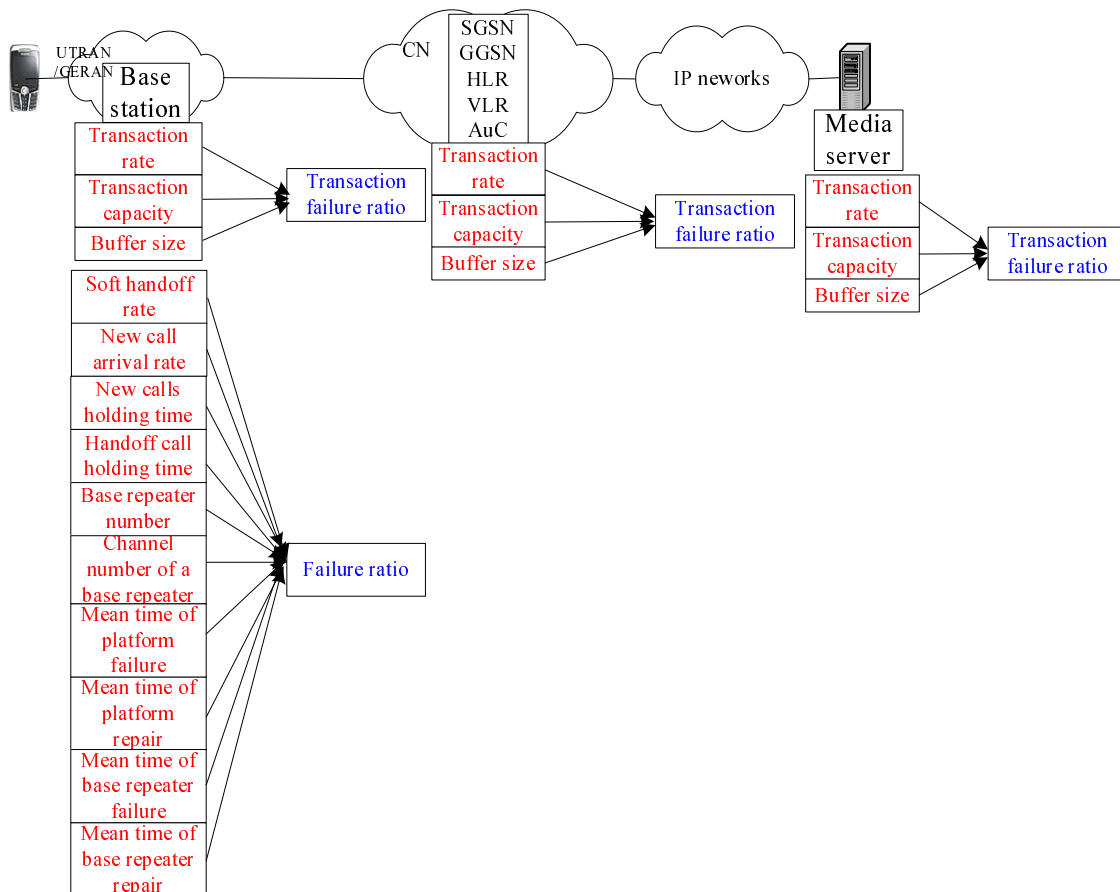 UTRAN
/GERAN
Base
station
CN
SGSN
GGSN
HLR
VLR
AuC
IP neworks
Media
server
Transaction
rate
Transaction
capacity
Buffer size
Transaction
failure ratio
Transaction
rate
Transaction
capacity
Buffer size
Transaction
failure ratio
Transaction
rate
Transaction
capacity
Buffer size
Transaction
failure ratio
Soft handoff
rate
New call
arrival rate
New calls
holding time
Handoff call
holding time
Base repeater
number
Channel
number of a
base repeater
Mean time of
platform
failure
Mean time of
platform
repair
Mean time of
base repeater
failure
Mean time of
base repeater
repair
Failure ratio